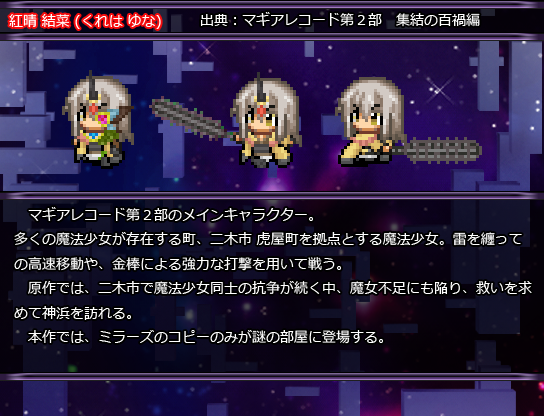 紅晴 結菜 (くれは ゆな) 出典：マギアレコード第２部 集結の百禍編
マギアレコード第２部のメインキャラクター。
多くの魔法少女が存在する町、二木市 虎屋町を拠点とする魔法少女。雷を纏って
の高速移動や、金棒による強力な打撃を用いて戦う。
原作では、二木市で魔法少女同士の抗争が続く中、魔女不足にも陥り、救いを求
めて神浜を訪れる。
本作では、ミラーズのコピーのみが謎の部屋に登場する。